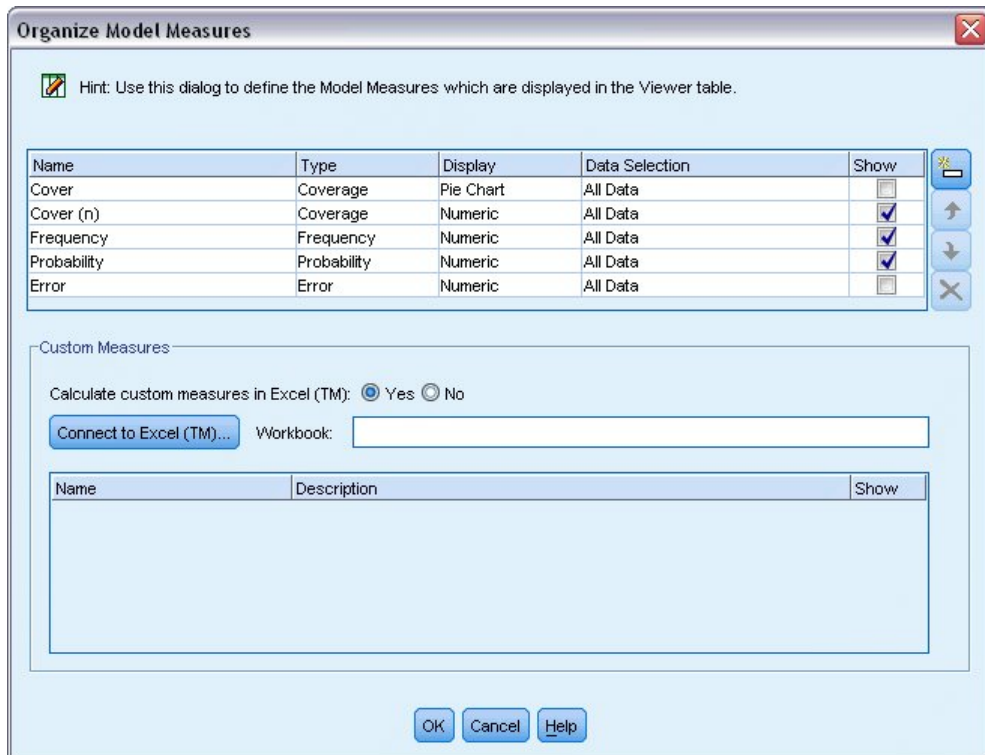 Organize Model Measures
Hint: Use this dialog to define the Model Measures which are displayed in the Viewer table.
Name Type Display Data Selection Show
Cover Coverage Pie Chart All Data
Cover (n) Coverage Numeric All Data
Frequency Frequency Numeric All Data
Probability Probability Numeric All Data
Error Error Numeric All Data
Custom Measures
Calculate custom measures in Excel (TM): Yes No
Connect to Excel (TM)... Workbook:
Name Description Show
OK Cancel Help